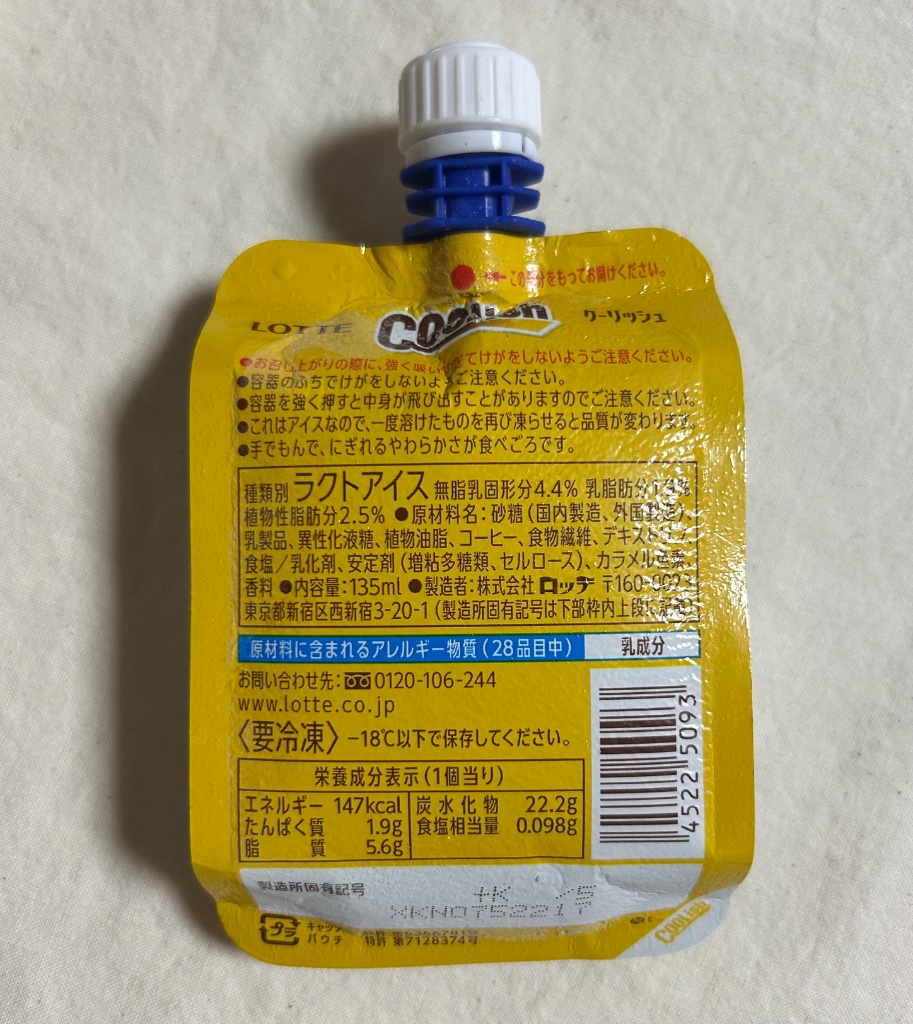 この部分をもってお開けください。
LOTTE Coolish クーリッシュ
●お召し上がりの際に、強く吸いすぎてけがをしないようご注意ください。
●容器のふちでけがをしないようご注意ください。
●容器を強く押すと中身が飛び出すことがありますのでご注意ください。
●これはアイスなので、一度溶けたものを再び凍らせると品質が変わります。
●手でもんで、にぎれるやわらかさが食べごろです。
種類別 ラクトアイス 無脂乳固形分4.4% 乳脂肪分
植物性脂肪分2.5% ●原材料名:砂糖(国内製造、外国製造)、
乳製品、異性化液糖、植物油脂、コーヒー、食物繊維、デキストリン、
食塩/乳化剤、安定剤(増粘多糖類、セルロース)、カラメル色素、
香料 ●内容量:135ml ●製造者:株式会社 ロッテ 〒160-0023
東京都新宿区西新宿3-20-1(製造所固有記号は下部枠内上段に記載)
原材料に含まれるアレルギー物質(28品目中) 乳成分
お問い合わせ先: 0120-106-244
www.lotte.co.jp
〈要冷凍〉 −18℃以下で保存してください。
栄養成分表示(1個当り)
エネルギー 147kcal 炭水化物 22.2g
たんぱく質 1.9g 食塩相当量 0.098g
脂質 5.6g
4522 5093
製造所固有記号 +K /5
XKN0T52217
プラ キャップ
パウチ 特許 第7128374号
Coolish